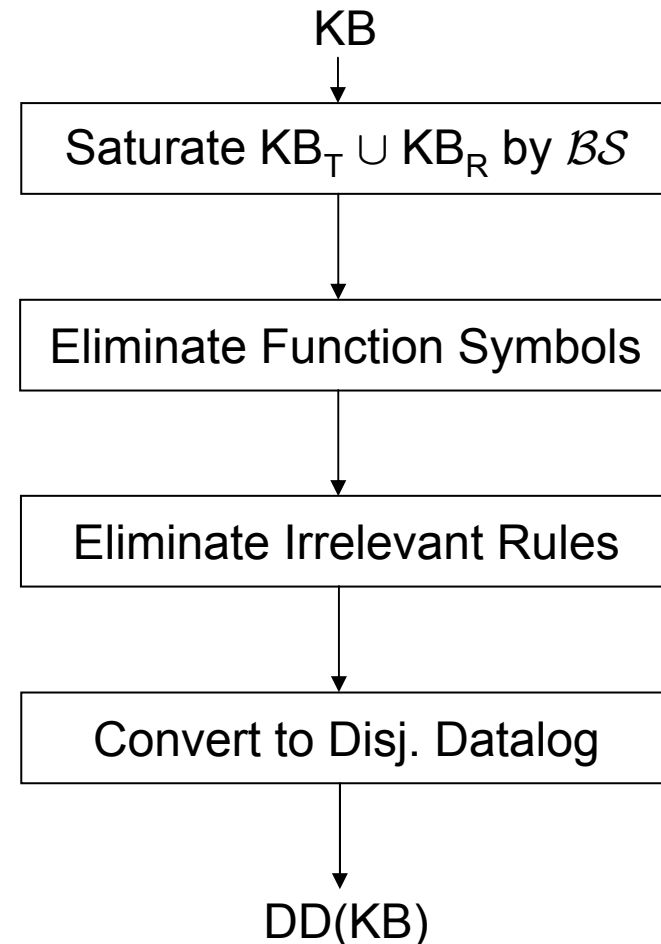 KB
Saturate KB_T ∪ KB_R by ℬ𝒮
Eliminate Function Symbols
Eliminate Irrelevant Rules
Convert to Disj. Datalog
DD(KB)